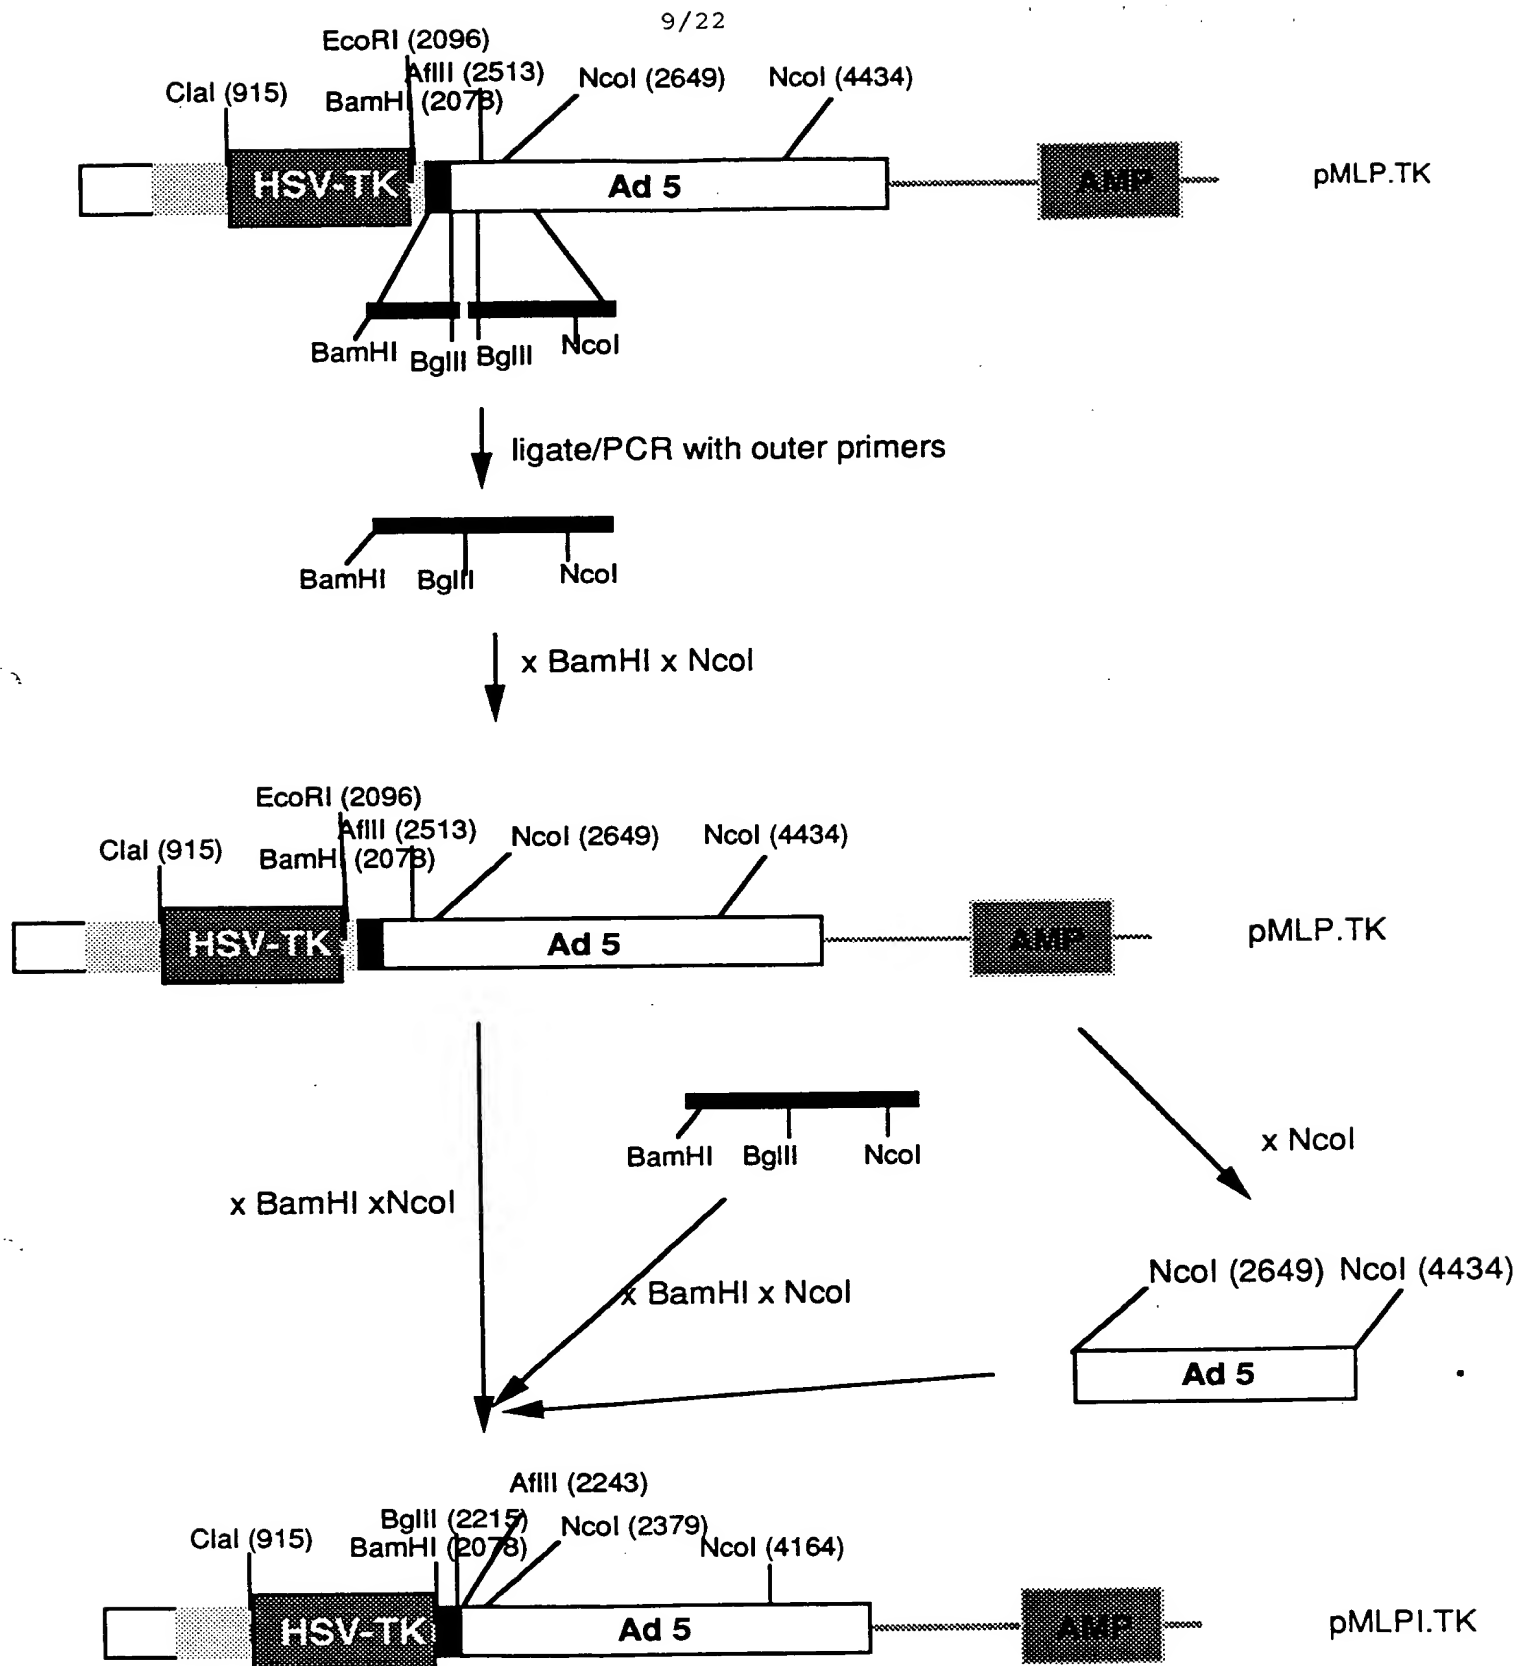 9/22
EcoRI (2096)
AflII (2513)
NcoI (2649)
NcoI (4434)
ClaI (915)
BamHI (2078)
HSV-TK
Ad 5
AMP
pMLP.TK
BamHI
BglII
BglII
NcoI
ligate/PCR with outer primers
BamHI
BglII
NcoI
x BamHI x NcoI
EcoRI (2096)
AflII (2513)
NcoI (2649)
NcoI (4434)
ClaI (915)
BamHI (2078)
HSV-TK
Ad 5
AMP
pMLP.TK
BamHI
BglII
NcoI
x NcoI
x BamHI xNcoI
x BamHI x NcoI
NcoI (2649) NcoI (4434)
Ad 5
AflII (2243)
BglII (2215)
NcoI (2379)
ClaI (915)
BamHI (2078)
NcoI (4164)
HSV-TK
Ad 5
AMP
pMLPI.TK